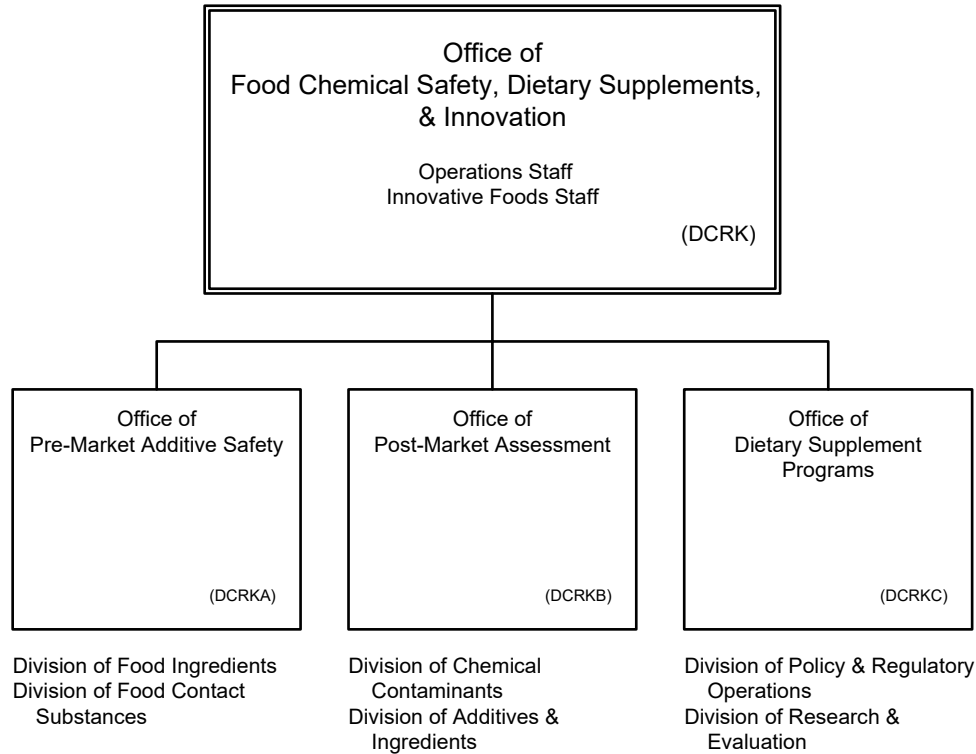 Office of
Food Chemical Safety, Dietary Supplements,
& Innovation
Operations Staff
Innovative Foods Staff
(DCRK)
Office of
Pre-Market Additive Safety
(DCRKA)
Division of Food Ingredients
Division of Food Contact
Substances
Office of
Post-Market Assessment
(DCRKB)
Division of Chemical
Contaminants
Division of Additives &
Ingredients
Office of
Dietary Supplement
Programs
(DCRKC)
Division of Policy & Regulatory
Operations
Division of Research &
Evaluation